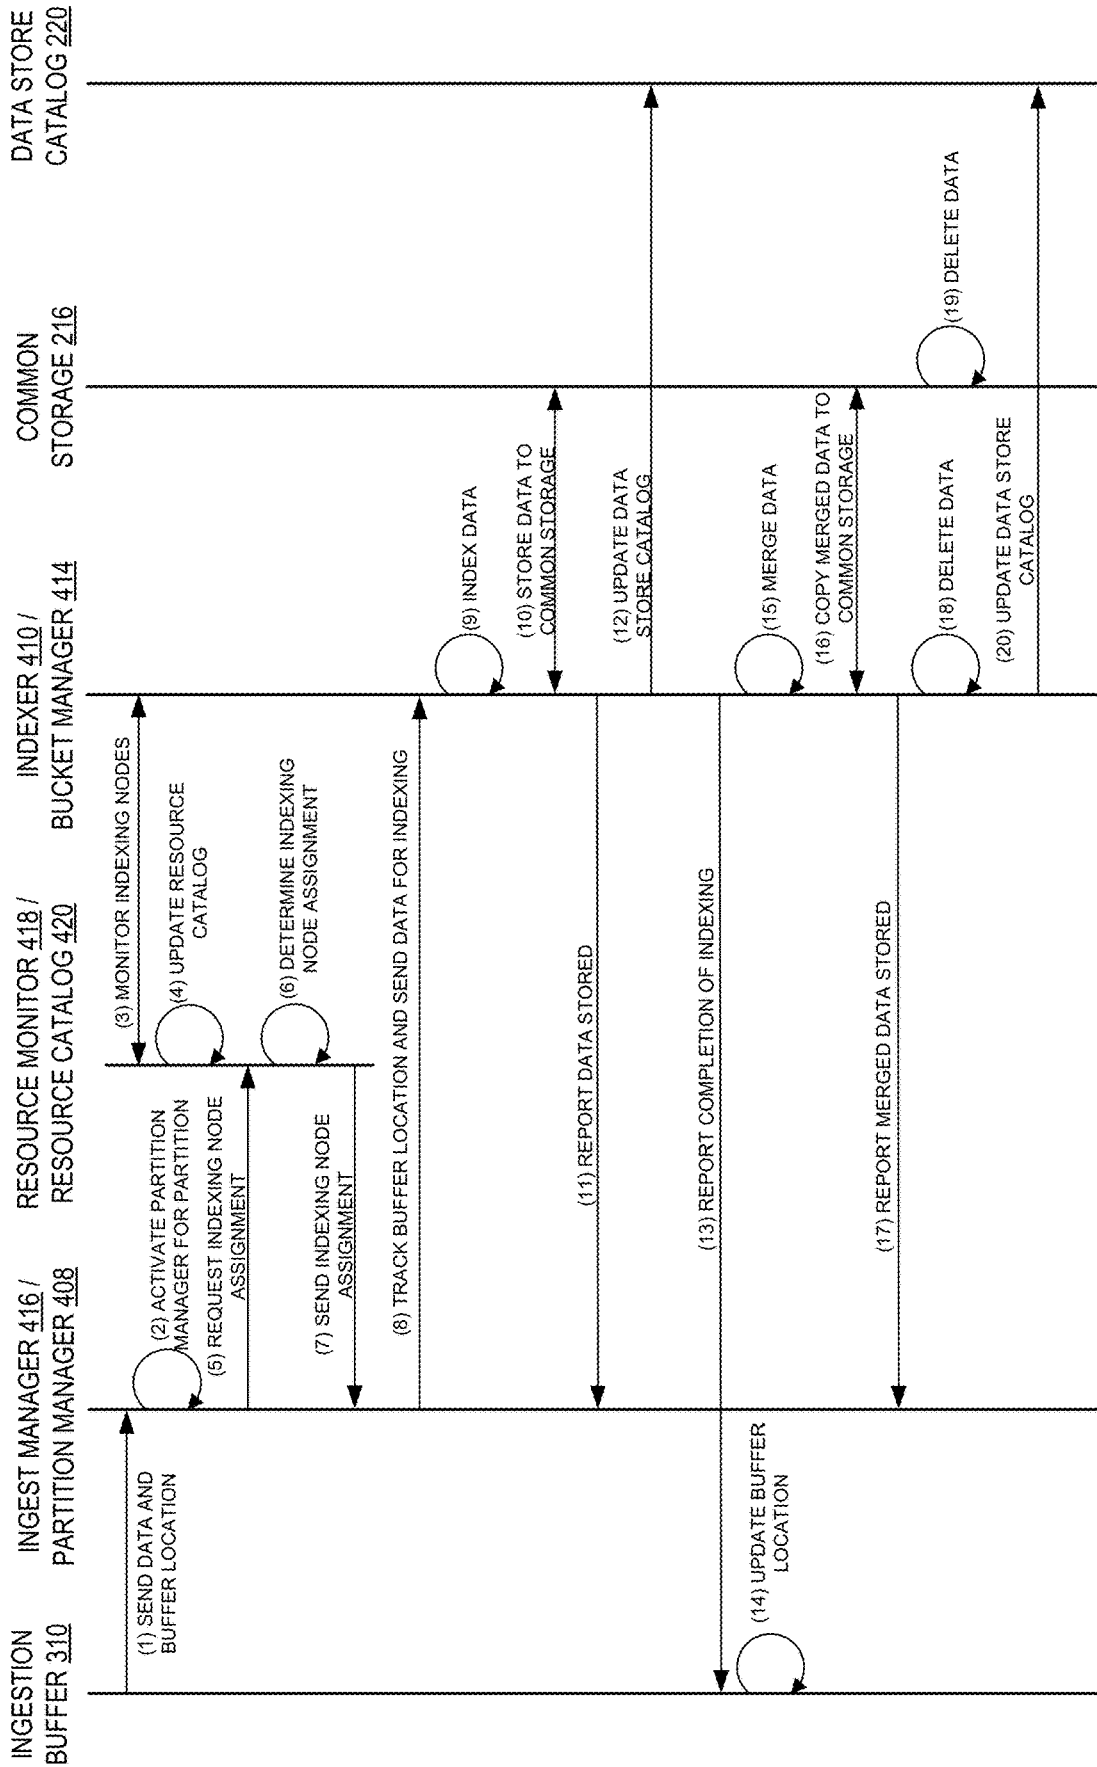 INGESTION
BUFFER 310
INGEST MANAGER 416 /
PARTITION MANAGER 408
RESOURCE MONITOR 418 /
RESOURCE CATALOG 420
INDEXER 410 /
BUCKET MANAGER 414
COMMON
STORAGE 216
DATA STORE
CATALOG 220
(1) SEND DATA AND
BUFFER LOCATION
(2) ACTIVATE PARTITION
MANAGER FOR PARTITION
(3) MONITOR INDEXING NODES
(4) UPDATE RESOURCE
CATALOG
(5) REQUEST INDEXING NODE
ASSIGNMENT
(6) DETERMINE INDEXING
NODE ASSIGNMENT
(7) SEND INDEXING NODE
ASSIGNMENT
(8) TRACK BUFFER LOCATION AND SEND DATA FOR INDEXING
(9) INDEX DATA
(10) STORE DATA TO
COMMON STORAGE
(11) REPORT DATA STORED
(12) UPDATE DATA
STORE CATALOG
(13) REPORT COMPLETION OF INDEXING
(14) UPDATE BUFFER
LOCATION
(15) MERGE DATA
(16) COPY MERGED DATA TO
COMMON STORAGE
(17) REPORT MERGED DATA STORED
(18) DELETE DATA
(19) DELETE DATA
(20) UPDATE DATA STORE
CATALOG